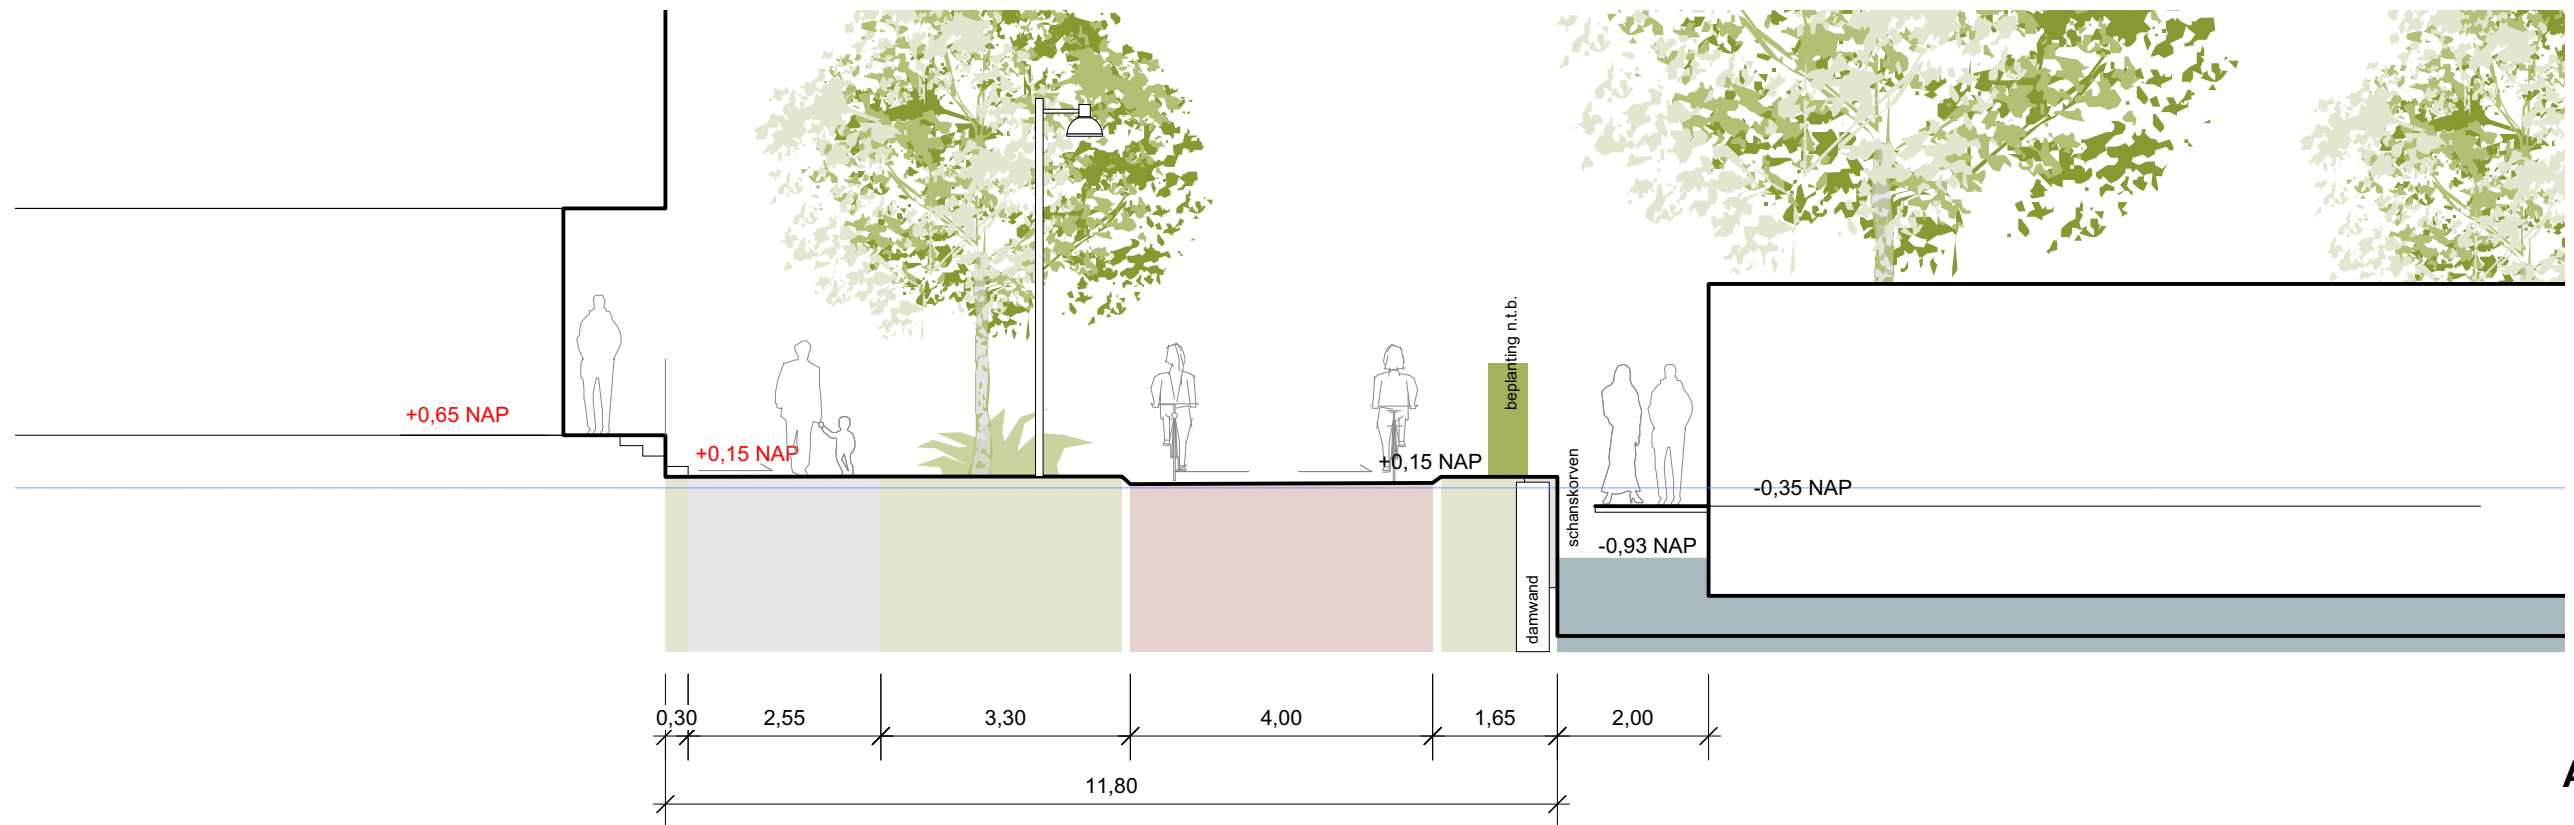 beplanting n.t.b.
+0,65 NAP
+0,15 NAP
+0,15 NAP
schanskorven
-0,35 NAP
-0,93 NAP
damwand
0,30
2,55
3,30
4,00
1,65
2,00
11,80